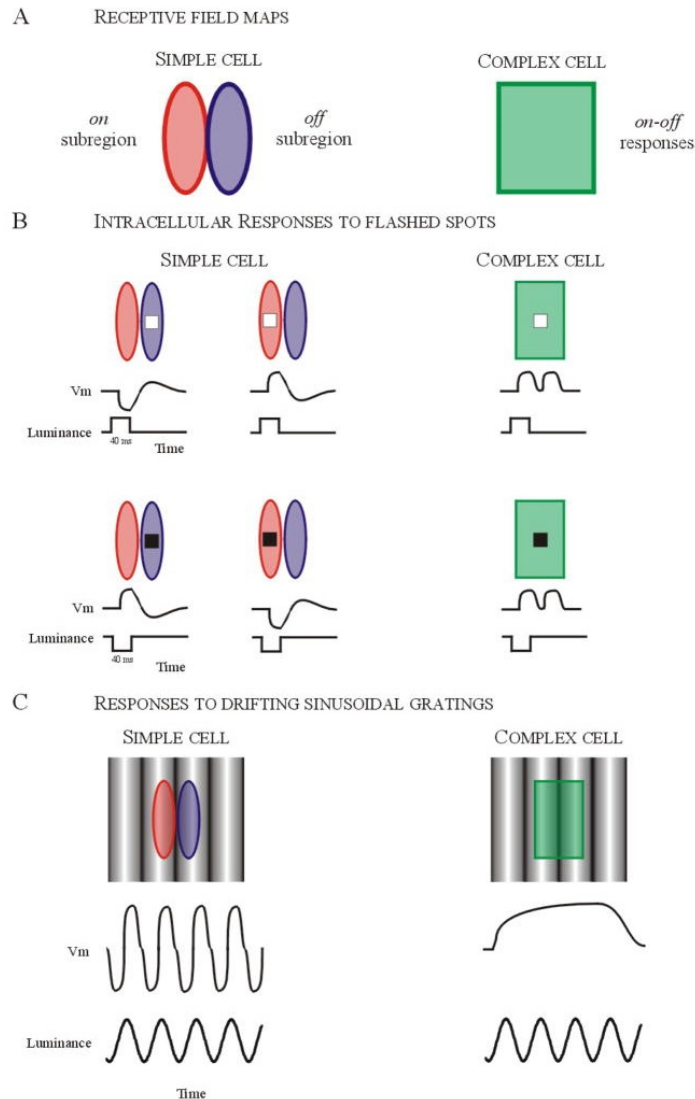 A RECEPTIVE FIELD MAPS
SIMPLE CELL COMPLEX CELL
on subregion off subregion on-off responses
B INTRACELLULAR RESPONSES TO FLASHED SPOTS
SIMPLE CELL COMPLEX CELL
Vm
Luminance
40 ms
Time
Vm
Luminance
40 ms
Time
C RESPONSES TO DRIFTING SINUSOIDAL GRATINGS
SIMPLE CELL COMPLEX CELL
Vm
Luminance
Time